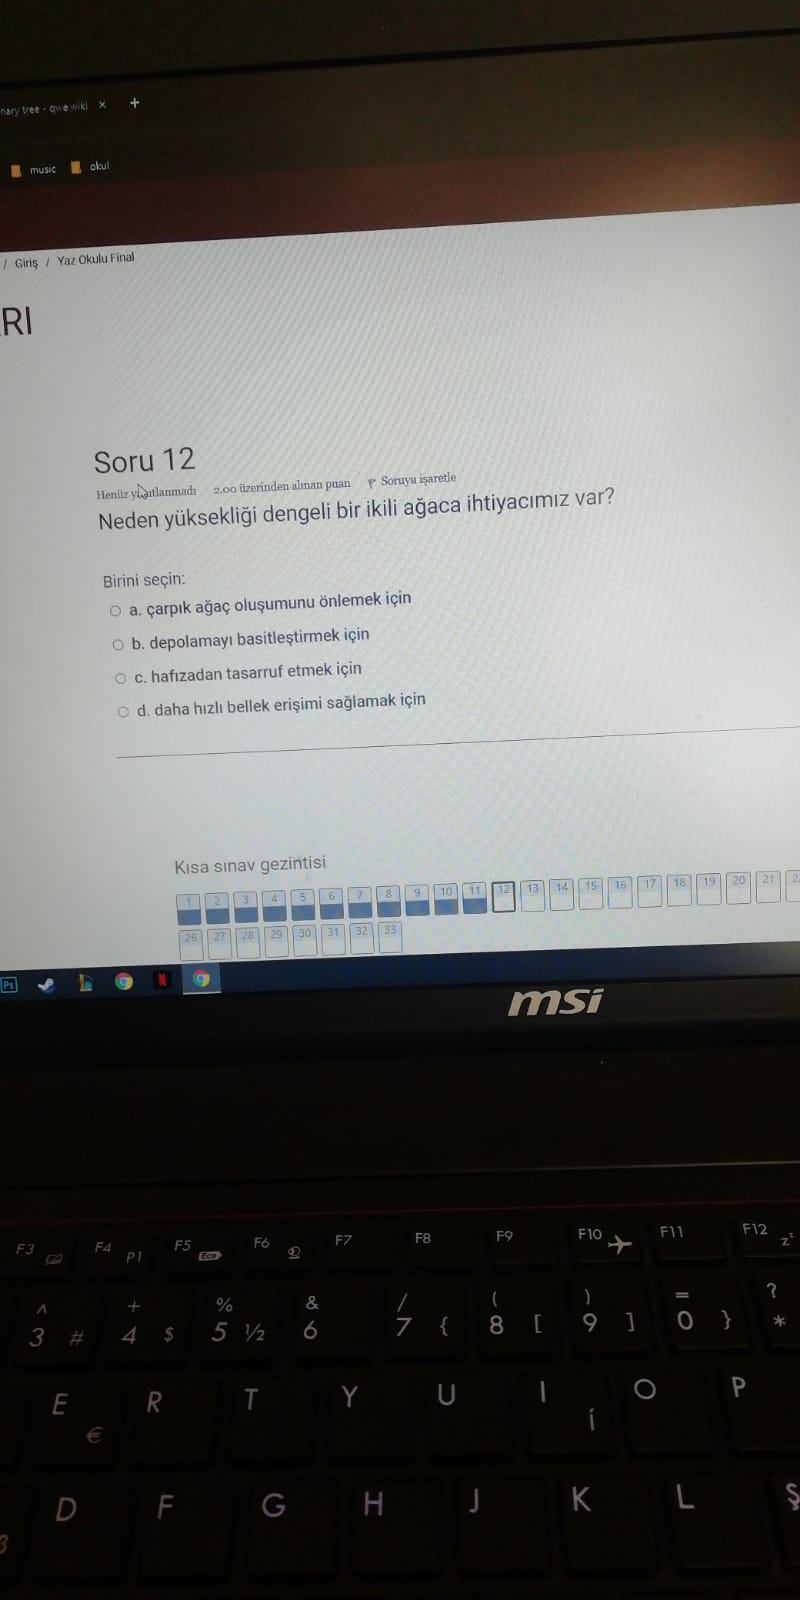 nary tree - qwe.wiki × +
music okul
/ Giriş / Yaz Okulu Final
RI
Soru 12
Henüz yanıtlanmadı 2.00 üzerinden alınan puan Soruyu işaretle
Neden yüksekliği dengeli bir ikili ağaca ihtiyacımız var?
Birini seçin:
a. çarpık ağaç oluşumunu önlemek için
b. depolamayı basitleştirmek için
c. hafızadan tasarruf etmek için
d. daha hızlı bellek erişimi sağlamak için
Kısa sınav gezintisi
1 2 3 4 5 6 7 8 9 10 11 12 13 14 15 16 17 18 19 20 21 2
26 27 28 29 30 31 32 33
Ps N
msi
F3 F4 P1 F5 Eco F6 F7 F8 F9 F10 F11 F12 zz
^ + % & / ( ) = ?
3 # 4 $ 5 ½ 6 7 { 8 [ 9 ] 0 } *
E € R T Y U I İ O P
ß D F G H J K L Ş